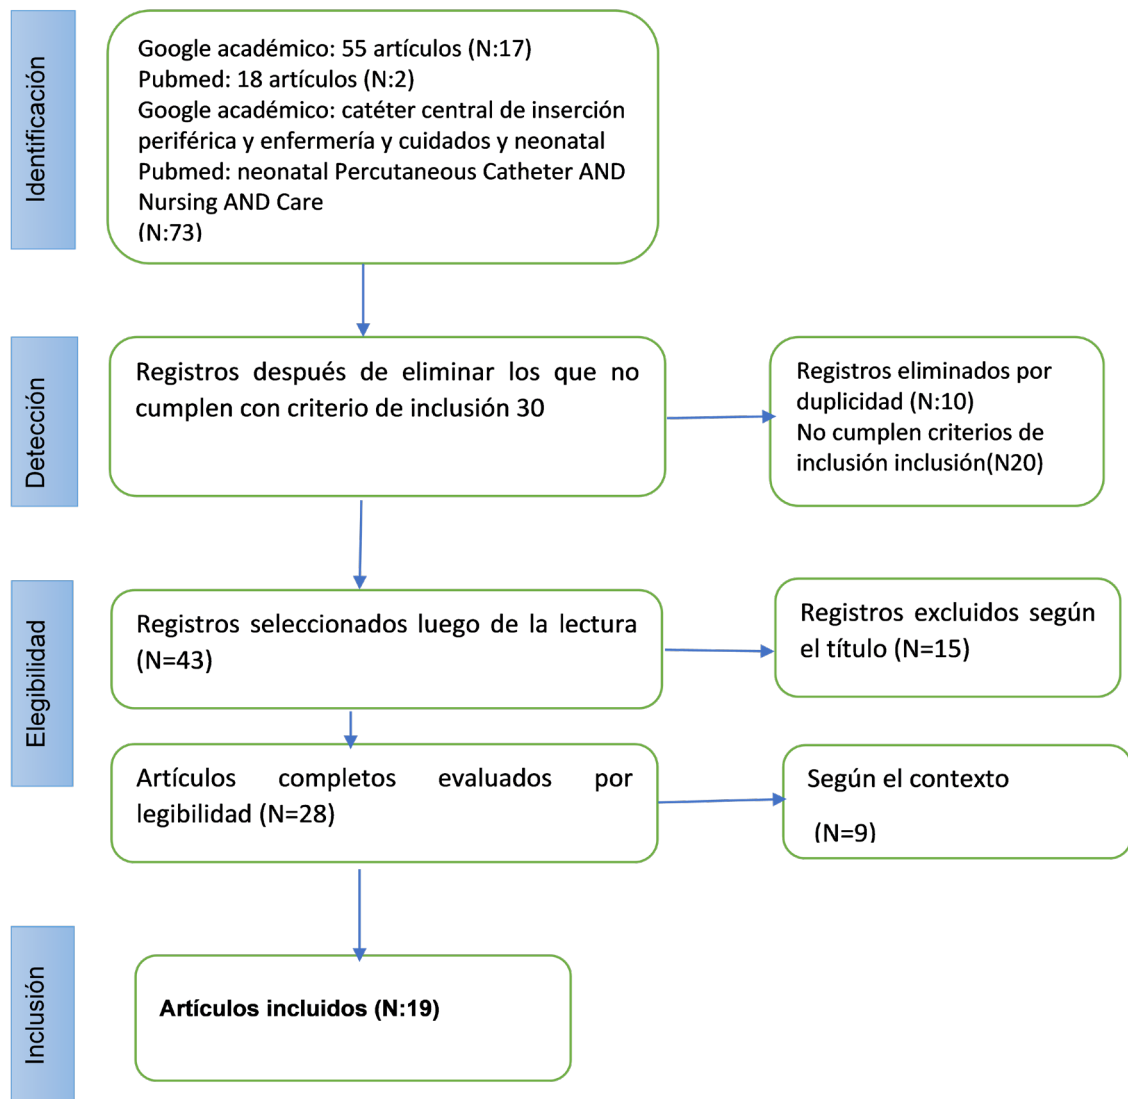 Identificación
Google académico: 55 artículos (N:17)
Pubmed: 18 artículos (N:2)
Google académico: catéter central de inserción
periférica y enfermería y cuidados y neonatal
Pubmed: neonatal Percutaneous Catheter AND
Nursing AND Care
(N:73)
Detección
Registros después de eliminar los que no
cumplen con criterio de inclusión 30
Registros eliminados por
duplicidad (N:10)
No cumplen criterios de
inclusión inclusión(N20)
Elegibilidad
Registros seleccionados luego de la lectura
(N=43)
Registros excluidos según
el título (N=15)
Artículos completos evaluados por
legibilidad (N=28)
Según el contexto
(N=9)
Inclusión
Artículos incluidos (N:19)